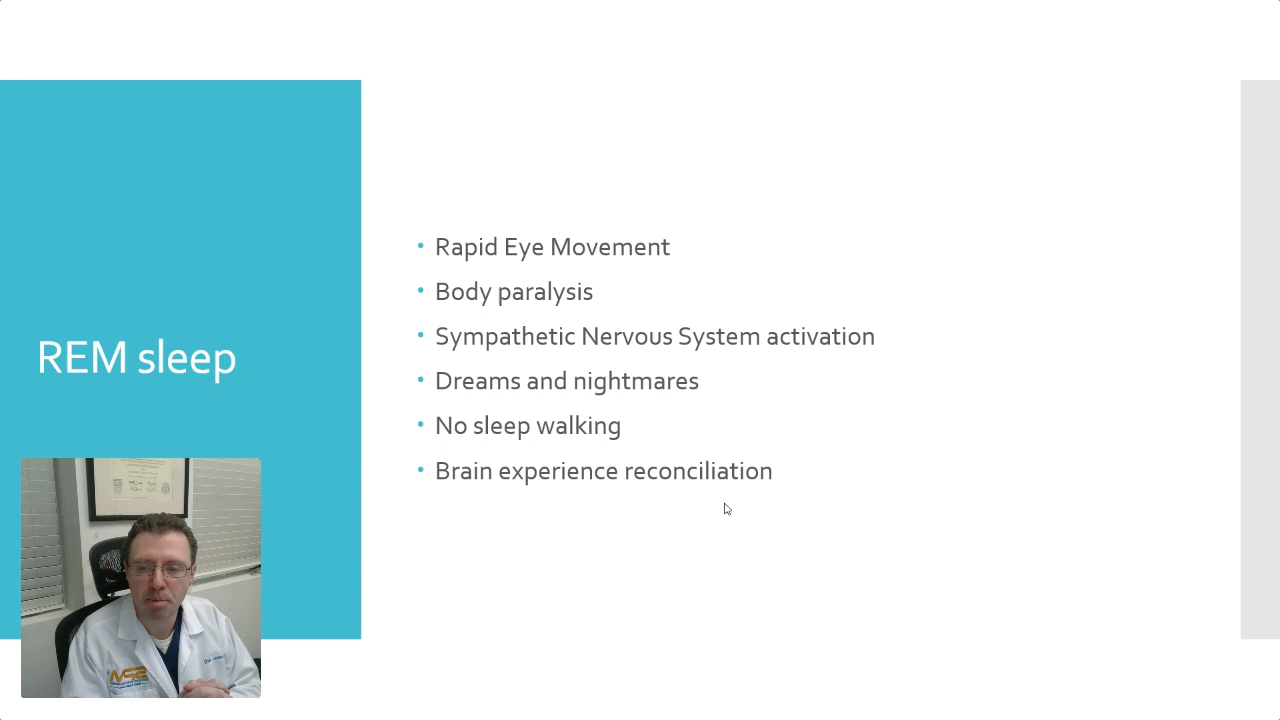 REM sleep
Rapid Eye Movement
Body paralysis
Sympathetic Nervous System activation
Dreams and nightmares
No sleep walking
Brain experience reconciliation